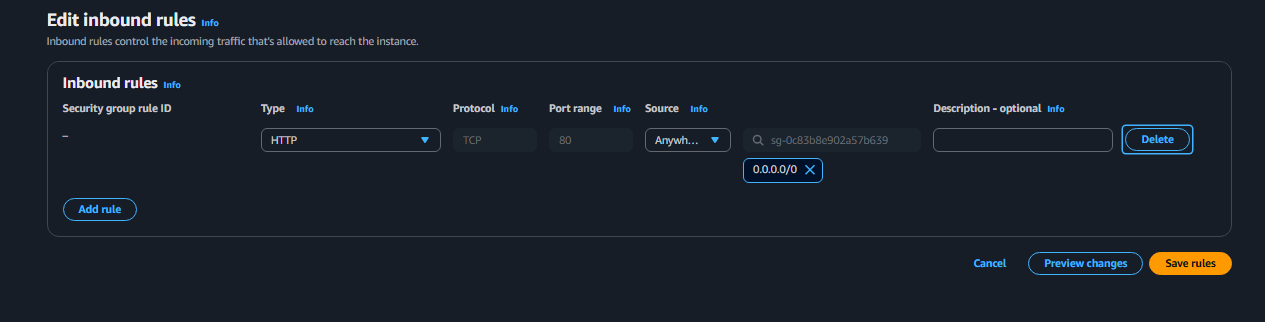 Edit inbound rules Info
Inbound rules control the incoming traffic that's allowed to reach the instance.
Inbound rules Info
Security group rule ID Type Info Protocol Info Port range Info Source Info Description - optional Info
– HTTP TCP 80 Anywh... sg-0c83b8e902a57b639 Delete
0.0.0.0/0
Add rule
Cancel Preview changes Save rules